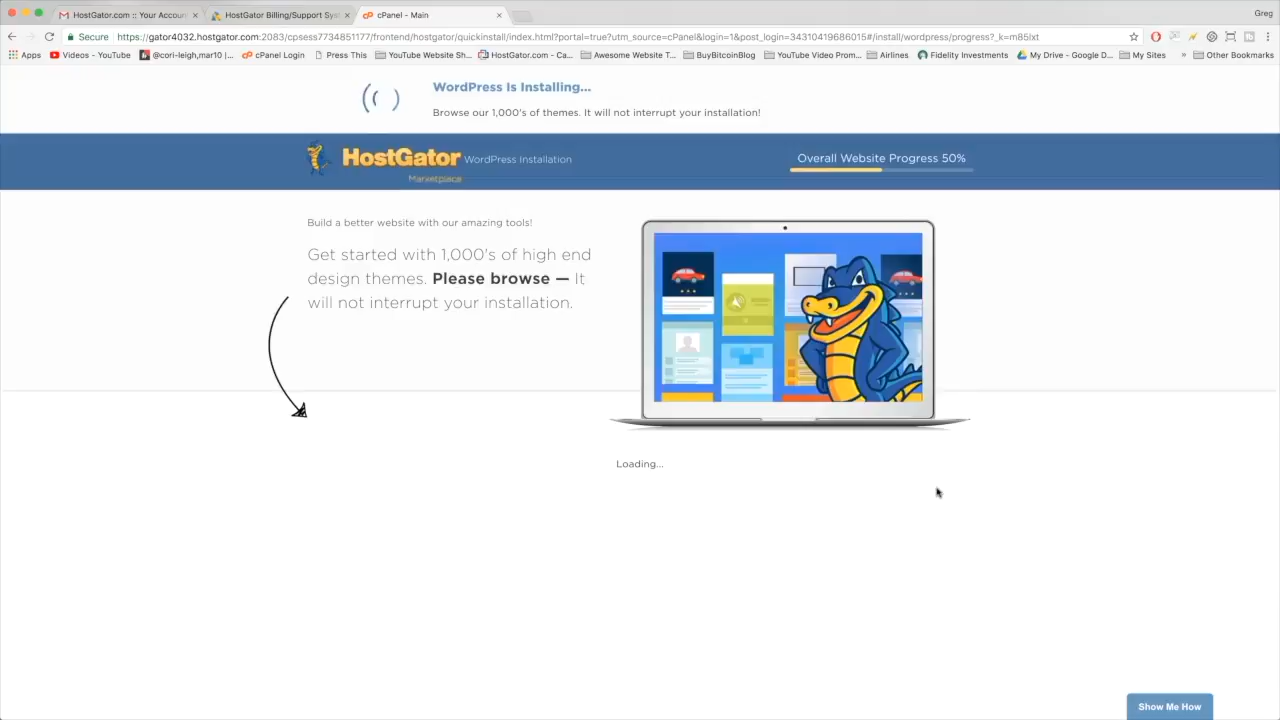 HostGator.com :: Your Accoun
HostGator Billing/Support Sys
cPanel - Main
Greg
Secure
https://gator4032.hostgator.com:2083/cpsess7734851177/frontend/hostgator/quickinstall/index.html?portal=true?utm_source=cPanel&login=1&post_login=34310419686015#/install/wordpress/progress?_k=m85lxt
Apps
Videos - YouTube
@cori-leigh,mar10 |...
cPanel Login
Press This
YouTube Website Sh...
HostGator.com - Ca...
Awesome Website T...
BuyBitcoinBlog
YouTube Video Prom...
Airlines
Fidelity Investments
My Drive - Google D...
My Sites
»
Other Bookmarks
WordPress Is Installing...
Browse our 1,000's of themes. It will not interrupt your installation!
HostGator WordPress Installation
Marketplace
Overall Website Progress 50%
Build a better website with our amazing tools!
Get started with 1,000's of high end
design themes. Please browse — It
will not interrupt your installation.
Loading...
Show Me How